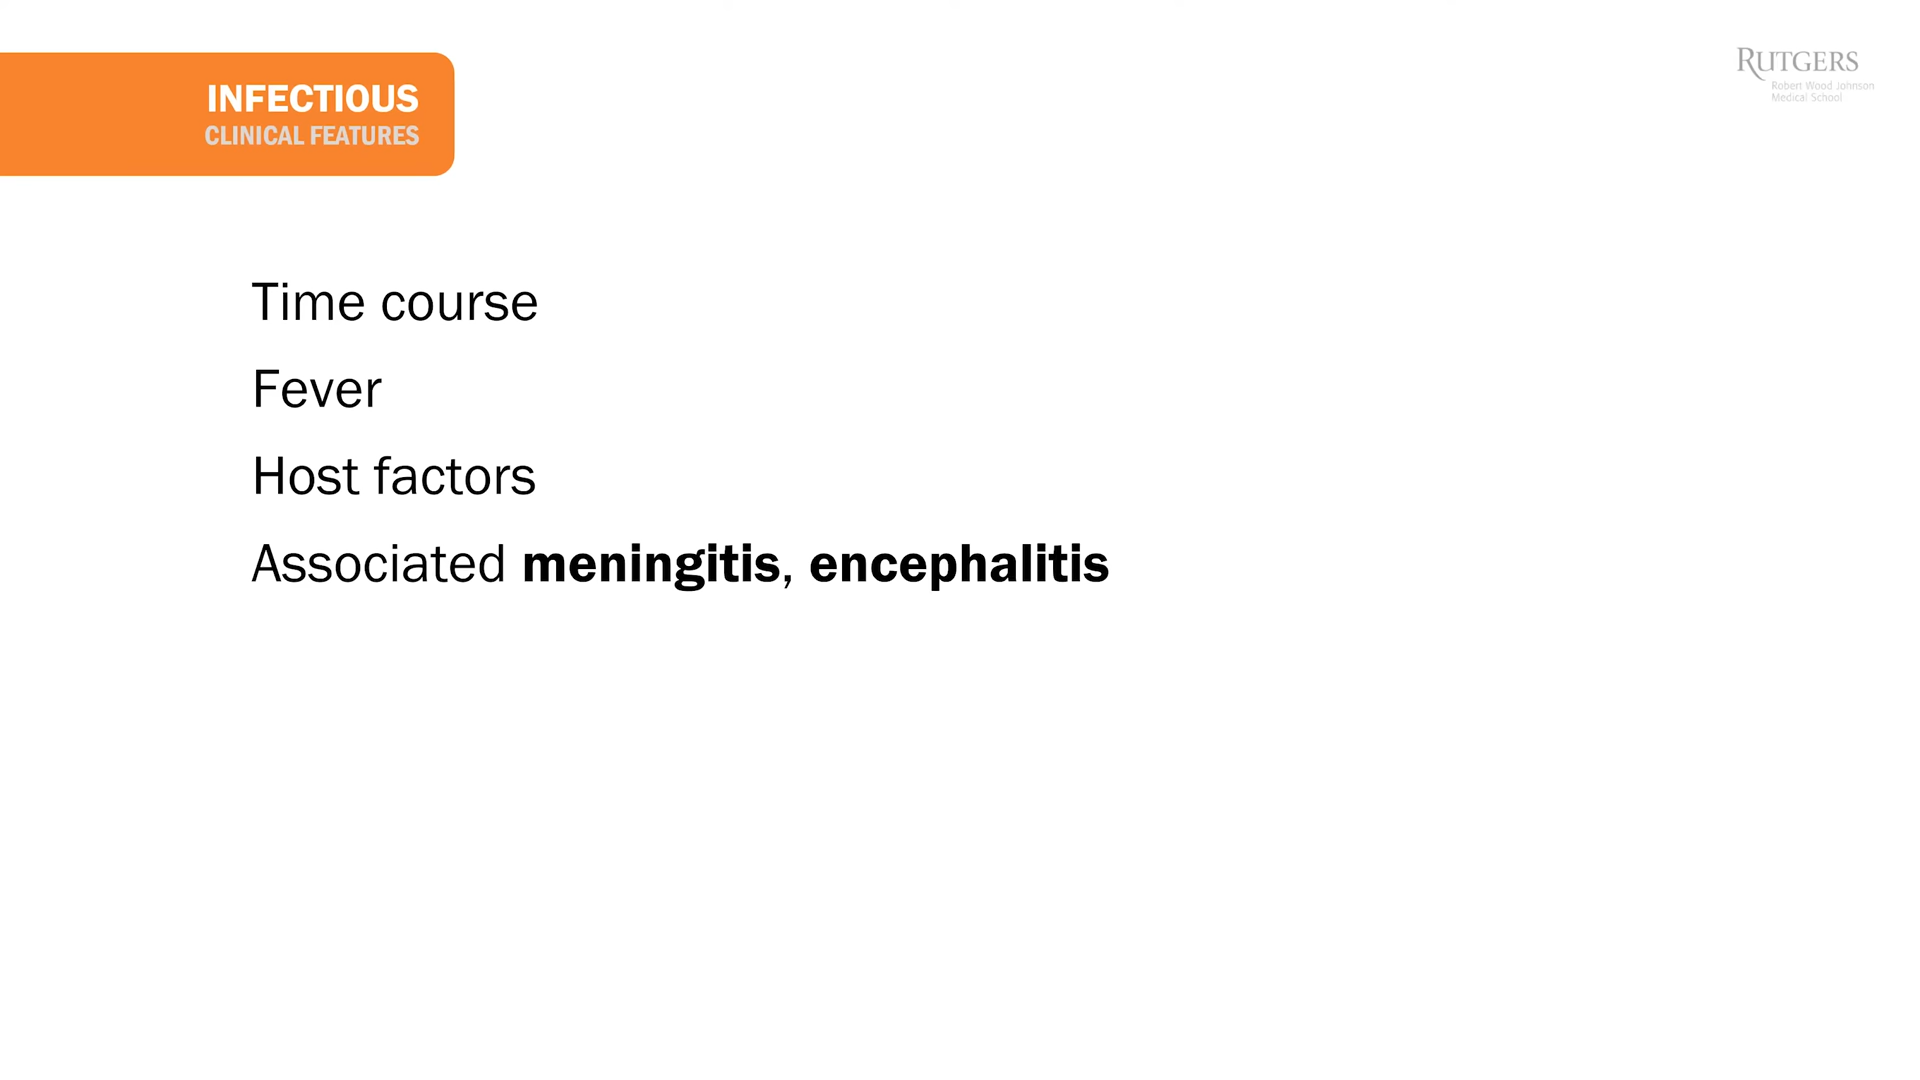 INFECTIOUS
CLINICAL FEATURES
RUTGERS
Robert Wood Johnson
Medical School
Time course
Fever
Host factors
Associated meningitis, encephalitis